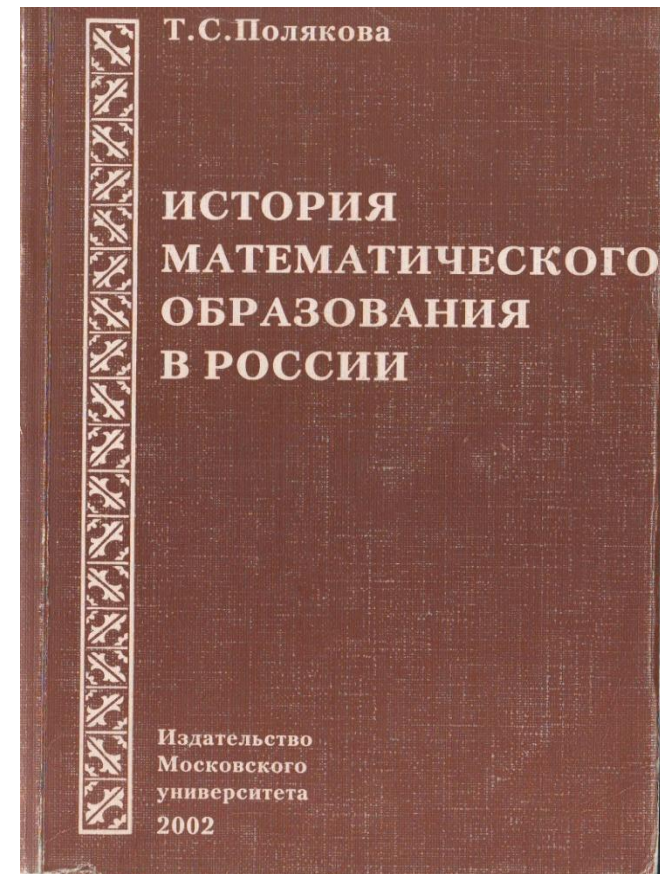 Т.С.Полякова
ИСТОРИЯ
МАТЕМАТИЧЕСКОГО
ОБРАЗОВАНИЯ
В РОССИИ
Издательство
Московского
университета
2002